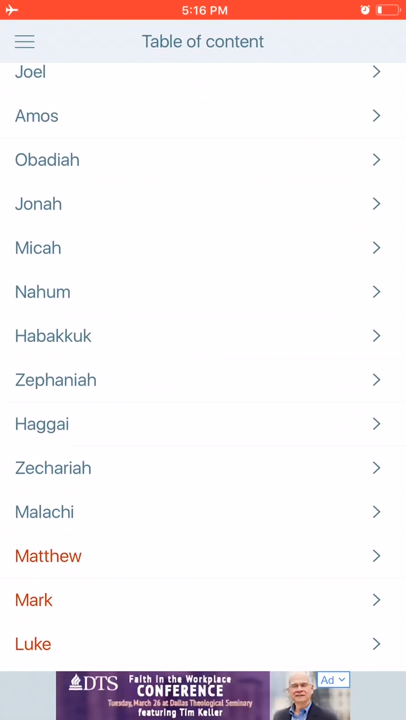 5:16 PM
Table of content
Joel
Amos
Obadiah
Jonah
Micah
Nahum
Habakkuk
Zephaniah
Haggai
Zechariah
Malachi
Matthew
Mark
Luke
DTS
Faith in the Workplace
CONFERENCE
Tuesday, March 26 at Dallas Theological Seminary
featuring Tim Keller
Ad